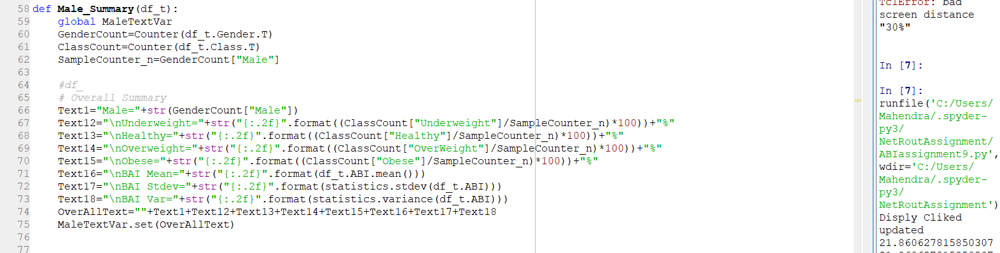 58 def Male_Summary(df_t):
59 global MaleTextVar
60 GenderCount=Counter(df_t.Gender.T)
61 ClassCount=Counter(df_t.Class.T)
62 SampleCounter_n=GenderCount["Male"]
63
64 #df_
65 # Overall Summary
66 Text1="Male="+str(GenderCount["Male"])
67 Text12="\nUnderweight="+str("{:.2f}".format((ClassCount["Underweight"]/SampleCounter_n)*100))+"%"
68 Text13="\nHealthy="+str("{:.2f}".format((ClassCount["Healthy"]/SampleCounter_n)*100))+"%"
69 Text14="\nOverweight="+str("{:.2f}".format((ClassCount["OverWeight"]/SampleCounter_n)*100))+"%"
70 Text15="\nObese="+str("{:.2f}".format((ClassCount["Obese"]/SampleCounter_n)*100))+"%"
71 Text16="\nBAI Mean="+str("{:.2f}".format(df_t.ABI.mean()))
72 Text17="\nBAI Stdev="+str("{:.2f}".format(statistics.stdev(df_t.ABI)))
73 Text18="\nBAI Var="+str("{:.2f}".format(statistics.variance(df_t.ABI)))
74 OverAllText=""+Text1+Text12+Text13+Text14+Text15+Text16+Text17+Text18
75 MaleTextVar.set(OverAllText)
76
77
TclError: bad
screen distance
"30%"
In [7]:
In [7]:
runfile('C:/Users/
Mahendra/.spyder-
py3/
NetRoutAssignment/
ABIassignment9.py',
wdir='C:/Users/
Mahendra/.spyder-
py3/
NetRoutAssignment')
Disply Cliked
updated
21.860627815850307